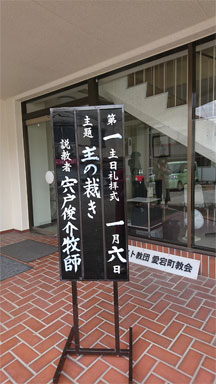 第一主日礼拝式 一月六日
主題 主の裁き
説教者 宍戸俊介牧師
ト教団 愛宕町教会